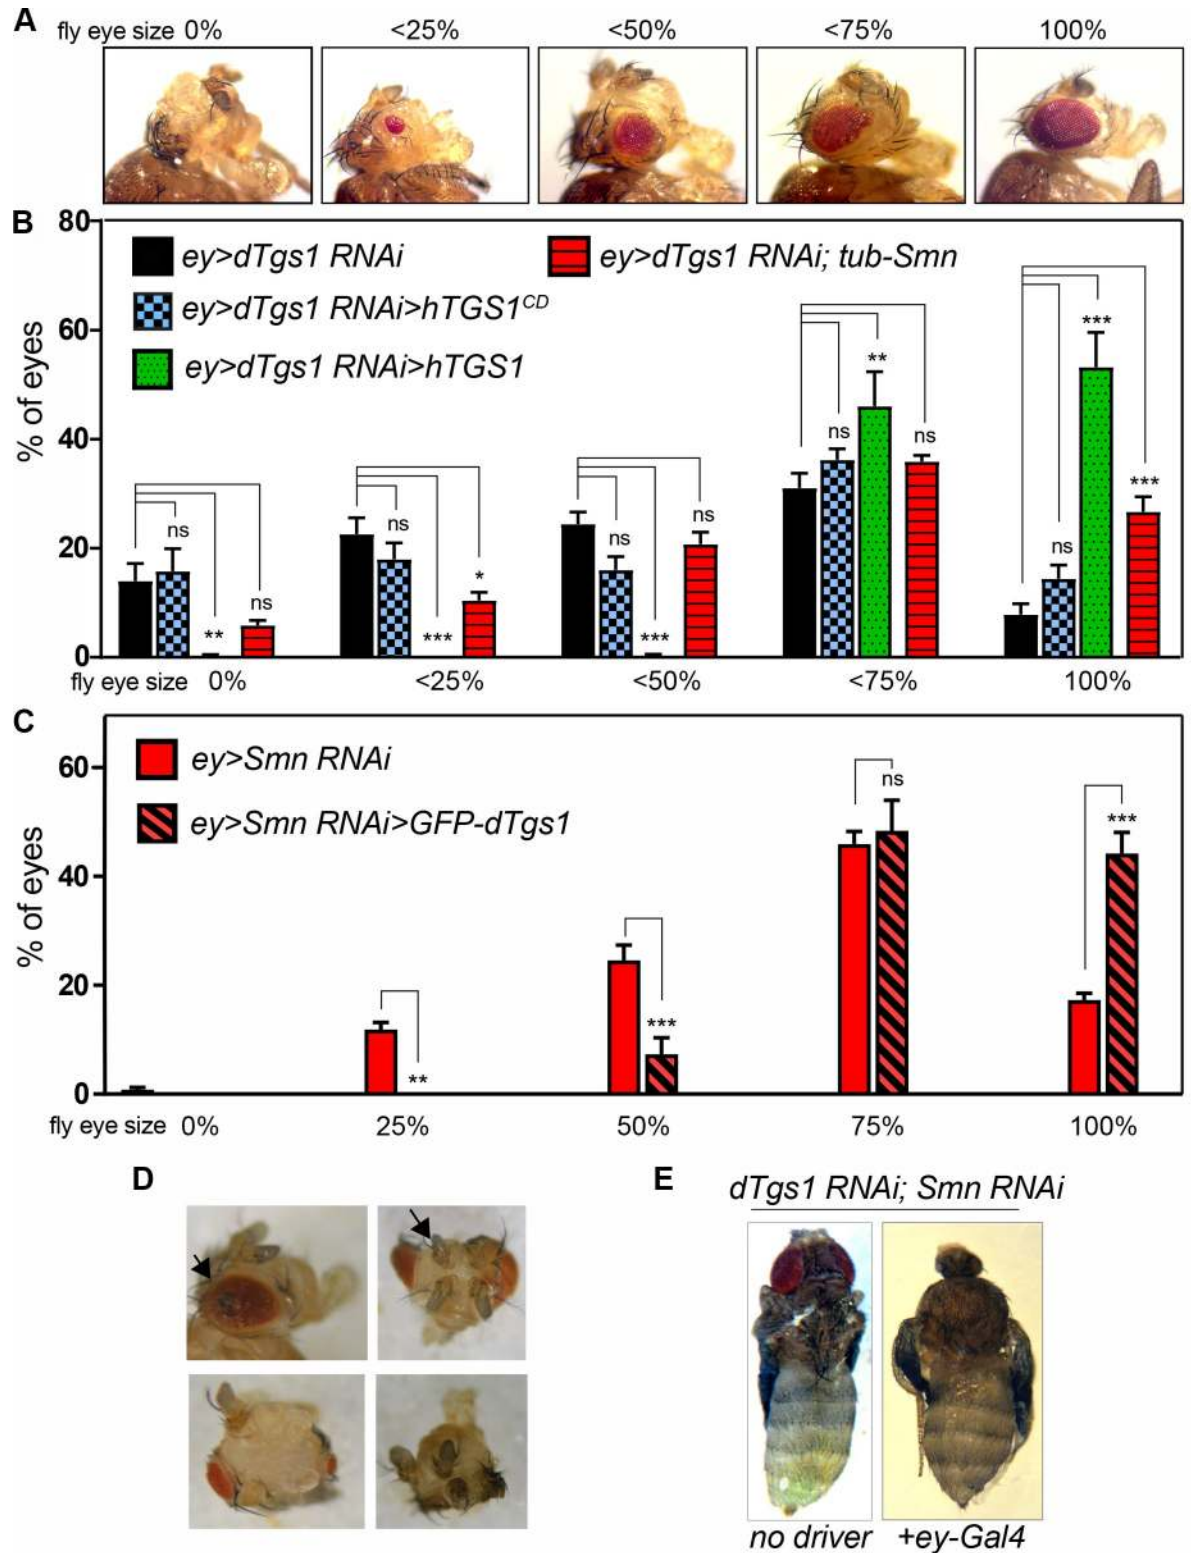 A
fly eye size 0% <25% <50% <75% 100%
B
80
60
40
20
0
% of eyes
ey>dTgs1 RNAi
ey>dTgs1 RNAi; tub-Smn
ey>dTgs1 RNAi>hTGS1CD
ey>dTgs1 RNAi>hTGS1
ns ** ns
ns *** *
ns *** ns
ns ** ns
ns *** ***
fly eye size 0% <25% <50% <75% 100%
C
60
40
20
0
% of eyes
ey>Smn RNAi
ey>Smn RNAi>GFP-dTgs1
**
***
ns
***
fly eye size 0% 25% 50% 75% 100%
D
E
dTgs1 RNAi; Smn RNAi
no driver +ey-Gal4